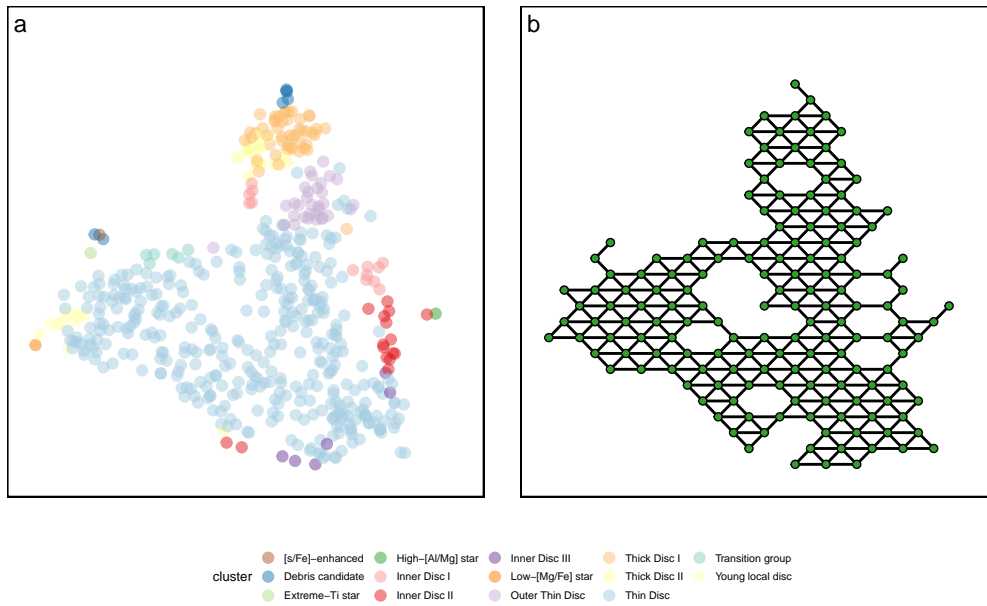 a
b
[s/Fe]−enhanced High−[Al/Mg] star Inner Disc III Thick Disc I Transition group
cluster Debris candidate Inner Disc I Low−[Mg/Fe] star Thick Disc II Young local disc
Extreme−Ti star Inner Disc II Outer Thin Disc Thin Disc